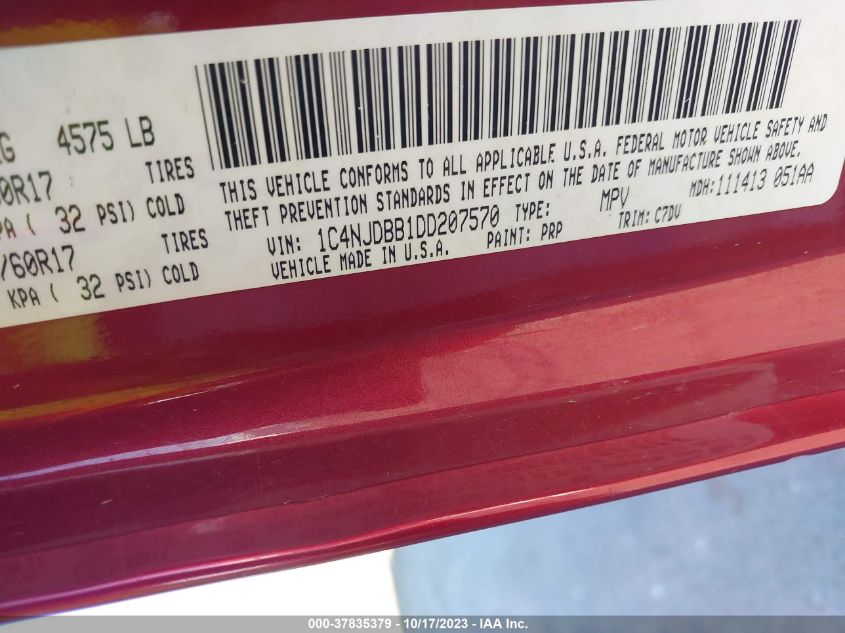 G 4575 LB
0R17 TIRES
PA ( 32 PSI) COLD
/60R17 TIRES
KPA ( 32 PSI) COLD
THIS VEHICLE CONFORMS TO ALL APPLICABLE U.S.A. FEDERAL MOTOR VEHICLE SAFETY AND
THEFT PREVENTION STANDARDS IN EFFECT ON THE DATE OF MANUFACTURE SHOWN ABOVE.
VIN: 1C4NJDBB1DD207570 TYPE: MPV MDH:111413 051AA
VEHICLE MADE IN U.S.A. PAINT: PRP TRIM: C7DV
000-37835379 - 10/17/2023 - IAA Inc.